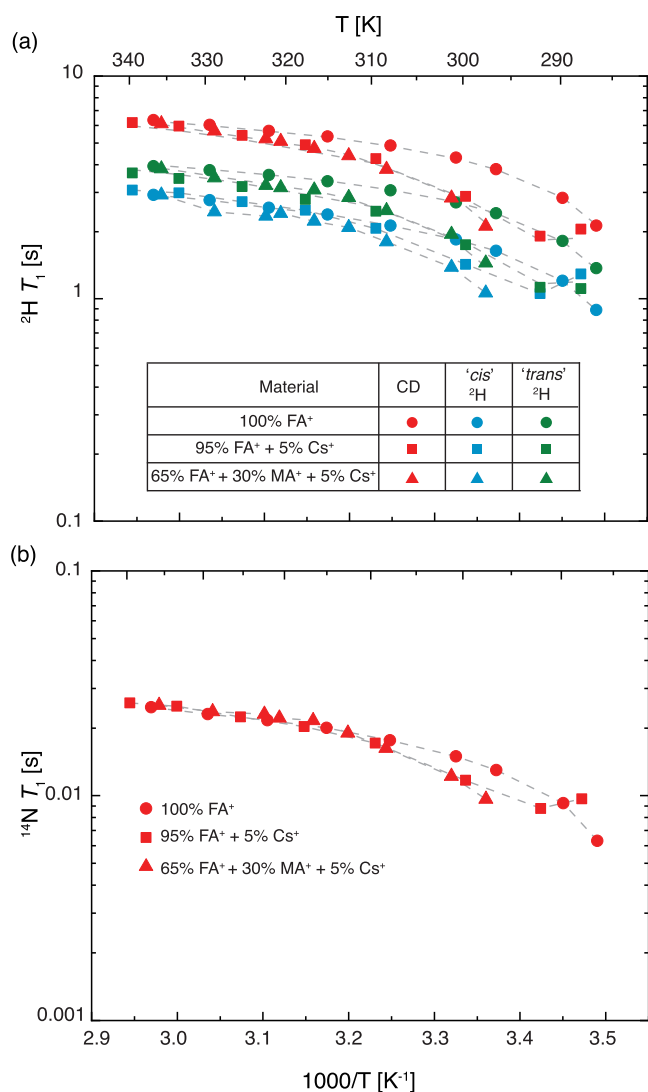 (a)
T [K]
340 330 320 310 300 290
10
1
0.1
²H T₁ [s]
Material CD 'cis' ²H 'trans' ²H
100% FA⁺
95% FA⁺ + 5% Cs⁺
65% FA⁺ + 30% MA⁺ + 5% Cs⁺
(b)
0.1
0.01
0.001
¹⁴N T₁ [s]
100% FA⁺
95% FA⁺ + 5% Cs⁺
65% FA⁺ + 30% MA⁺ + 5% Cs⁺
2.9 3.0 3.1 3.2 3.3 3.4 3.5
1000/T [K⁻¹]